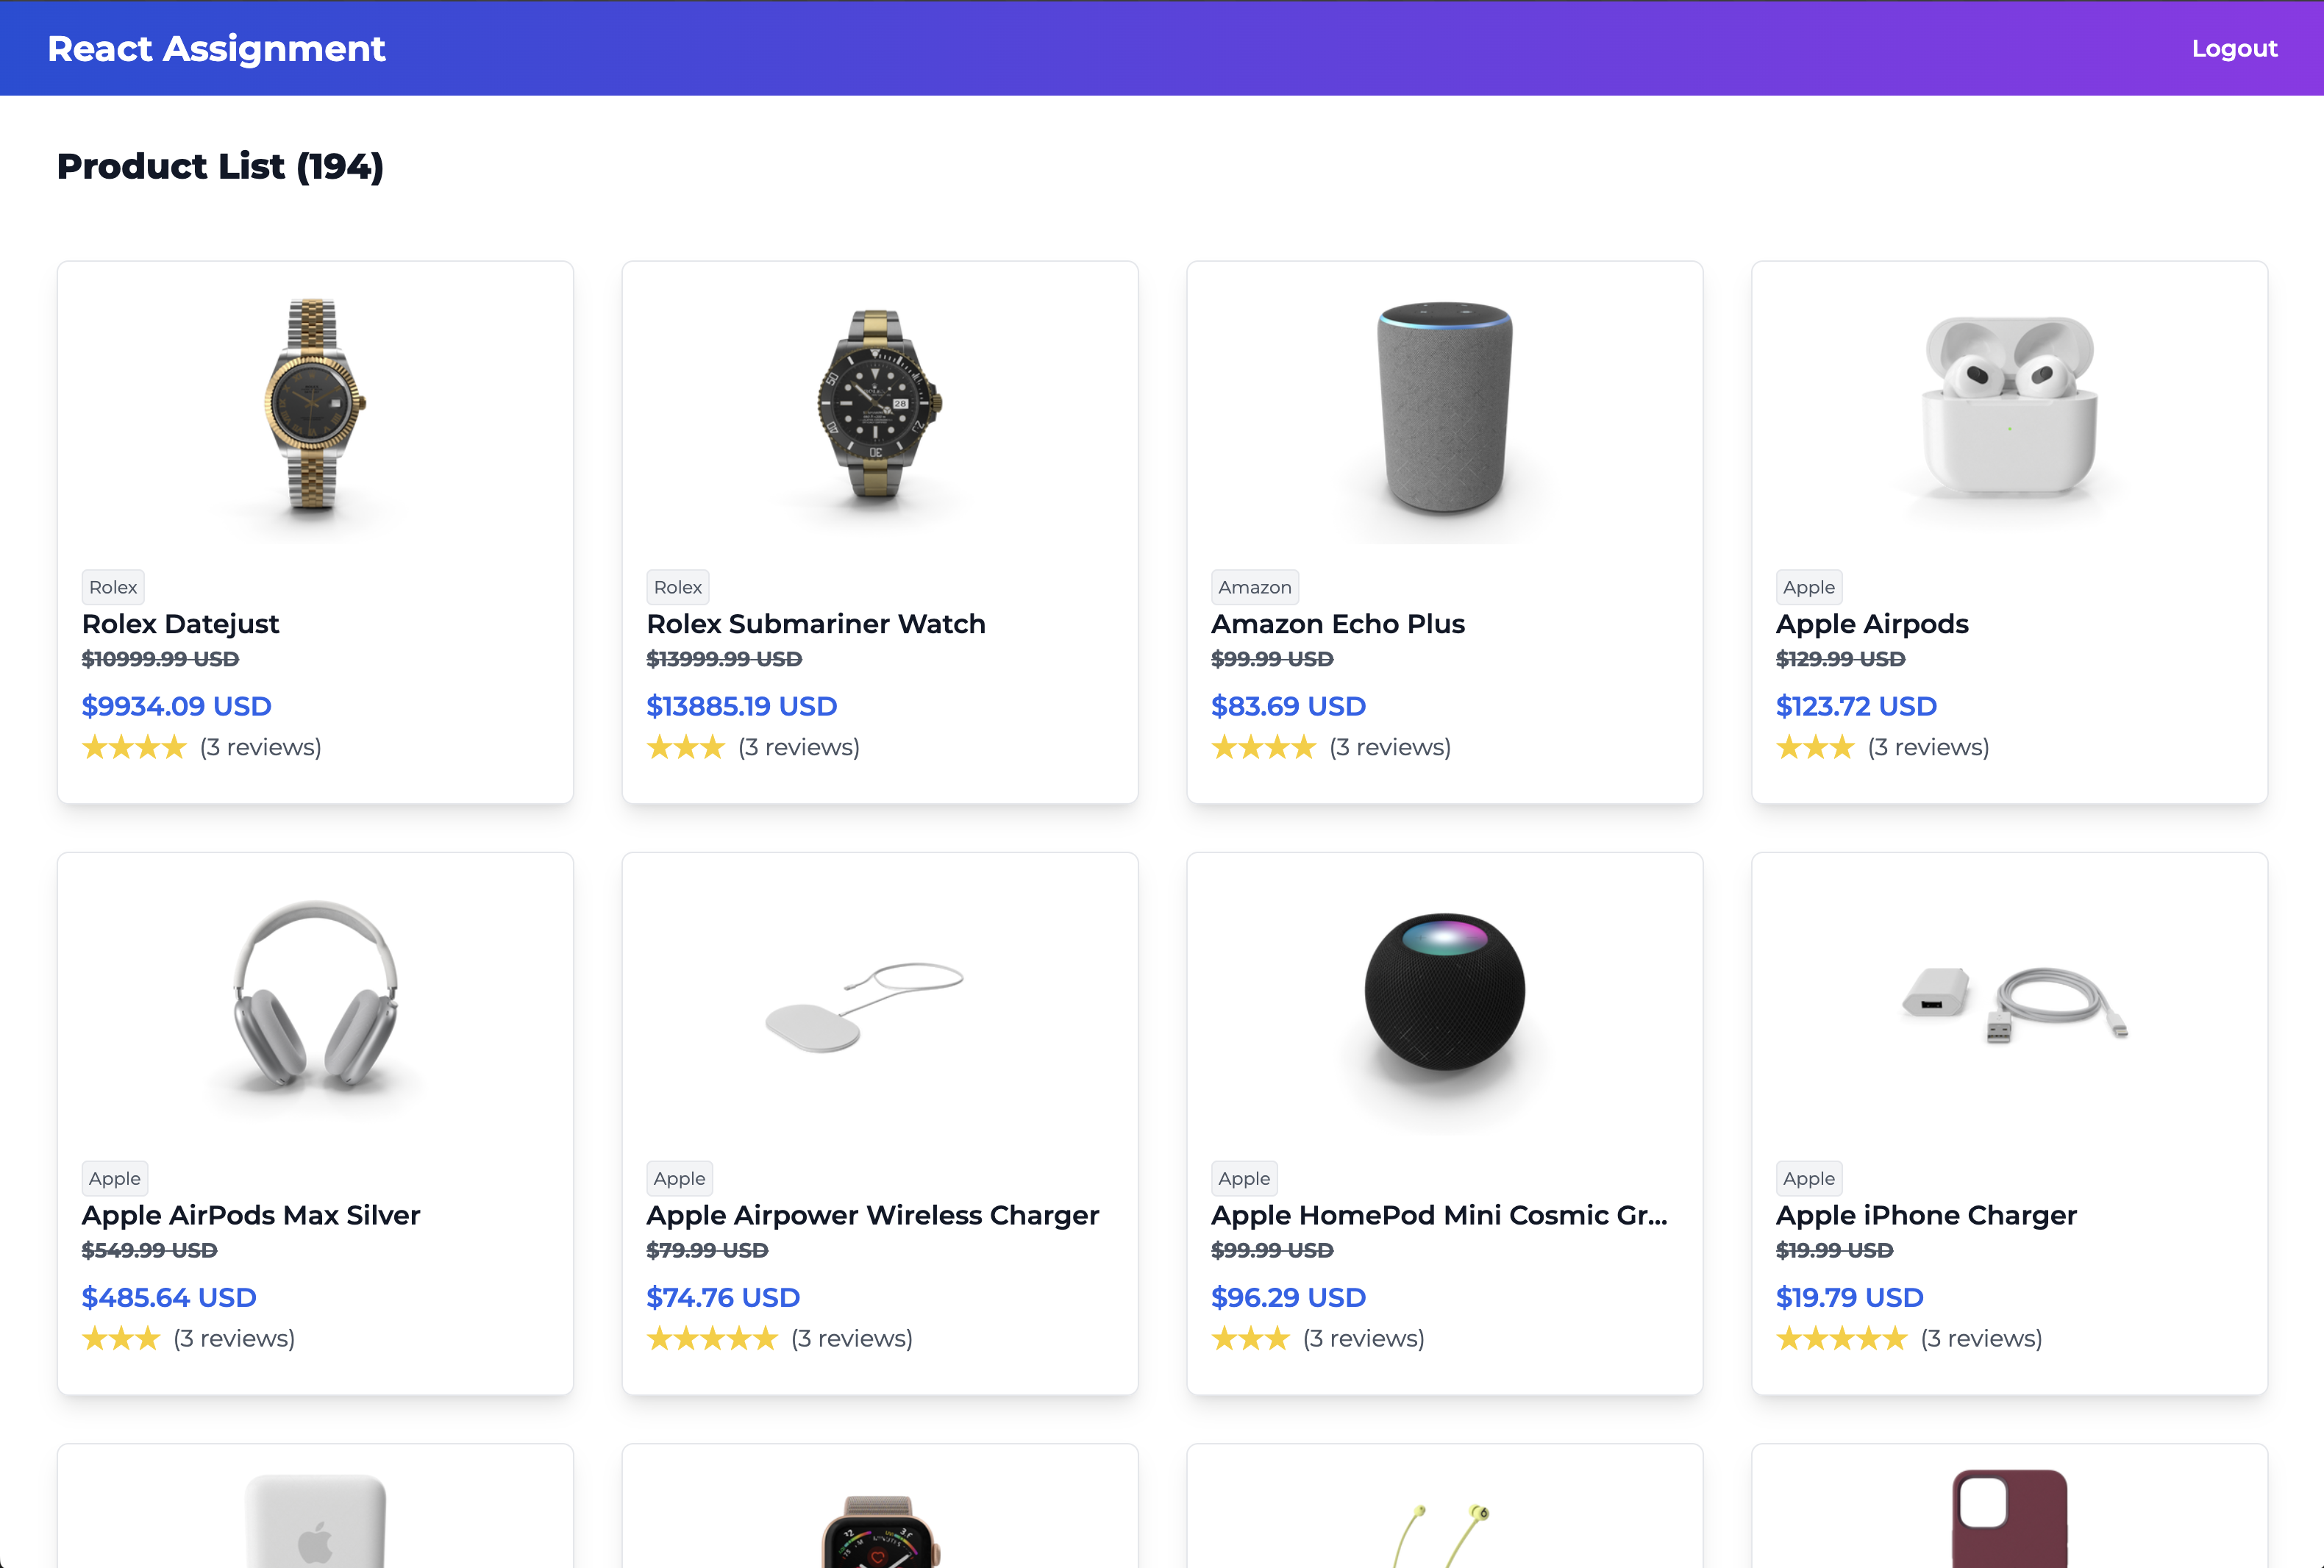 React Assignment
Logout
Product List (194)
Rolex
Rolex Datejust
$10999.99 USD
$9934.09 USD
(3 reviews)
Rolex
Rolex Submariner Watch
$13999.99 USD
$13885.19 USD
(3 reviews)
Amazon
Amazon Echo Plus
$99.99 USD
$83.69 USD
(3 reviews)
Apple
Apple Airpods
$129.99 USD
$123.72 USD
(3 reviews)
Apple
Apple AirPods Max Silver
$549.99 USD
$485.64 USD
(3 reviews)
Apple
Apple Airpower Wireless Charger
$79.99 USD
$74.76 USD
(3 reviews)
Apple
Apple HomePod Mini Cosmic Gr...
$99.99 USD
$96.29 USD
(3 reviews)
Apple
Apple iPhone Charger
$19.99 USD
$19.79 USD
(3 reviews)